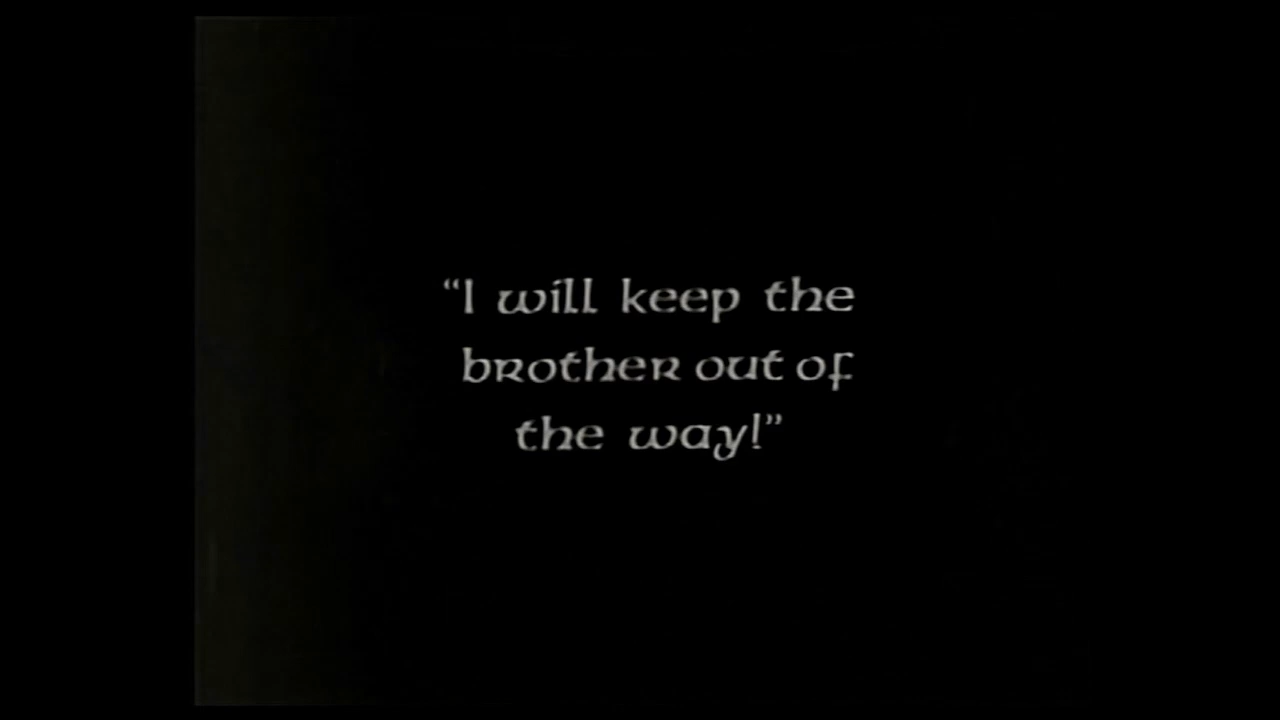 “I will keep the
brother out of
the way!”